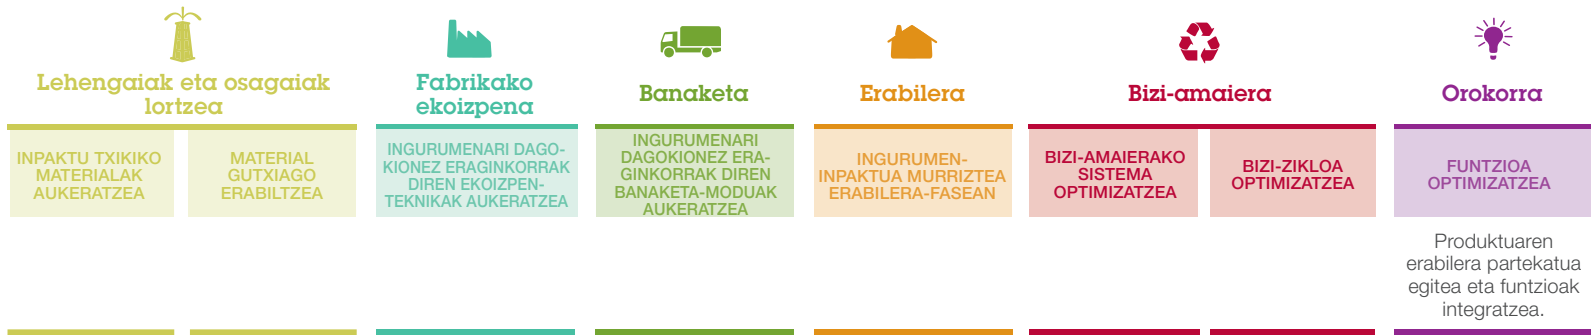 Lehengaiak eta osagaiak
lortzea
Fabrikako
ekoizpena
Banaketa
Erabilera
Bizi-amaiera
Orokorra
INPAKTU TXIKIKO
MATERIALAK
AUKERATZEA
MATERIAL
GUTXIAGO
ERABILTZEA
INGURUMENARI DAGO-
KIONEZ ERAGINKORRAK
DIREN EKOIZPEN-
TEKNIKAK AUKERATZEA
INGURUMENARI
DAGOKIONEZ ERA-
GINKORRAK DIREN
BANAKETA-MODUAK
AUKERATZEA
INGURUMEN-
INPAKTUA MURRIZTEA
ERABILERA-FASEAN
BIZI-AMAIERAKO
SISTEMA
OPTIMIZATZEA
BIZI-ZIKLOA
OPTIMIZATZEA
FUNTZIOA
OPTIMIZATZEA
Produktuaren
erabilera partekatua
egitea eta funtzioak
integratzea.